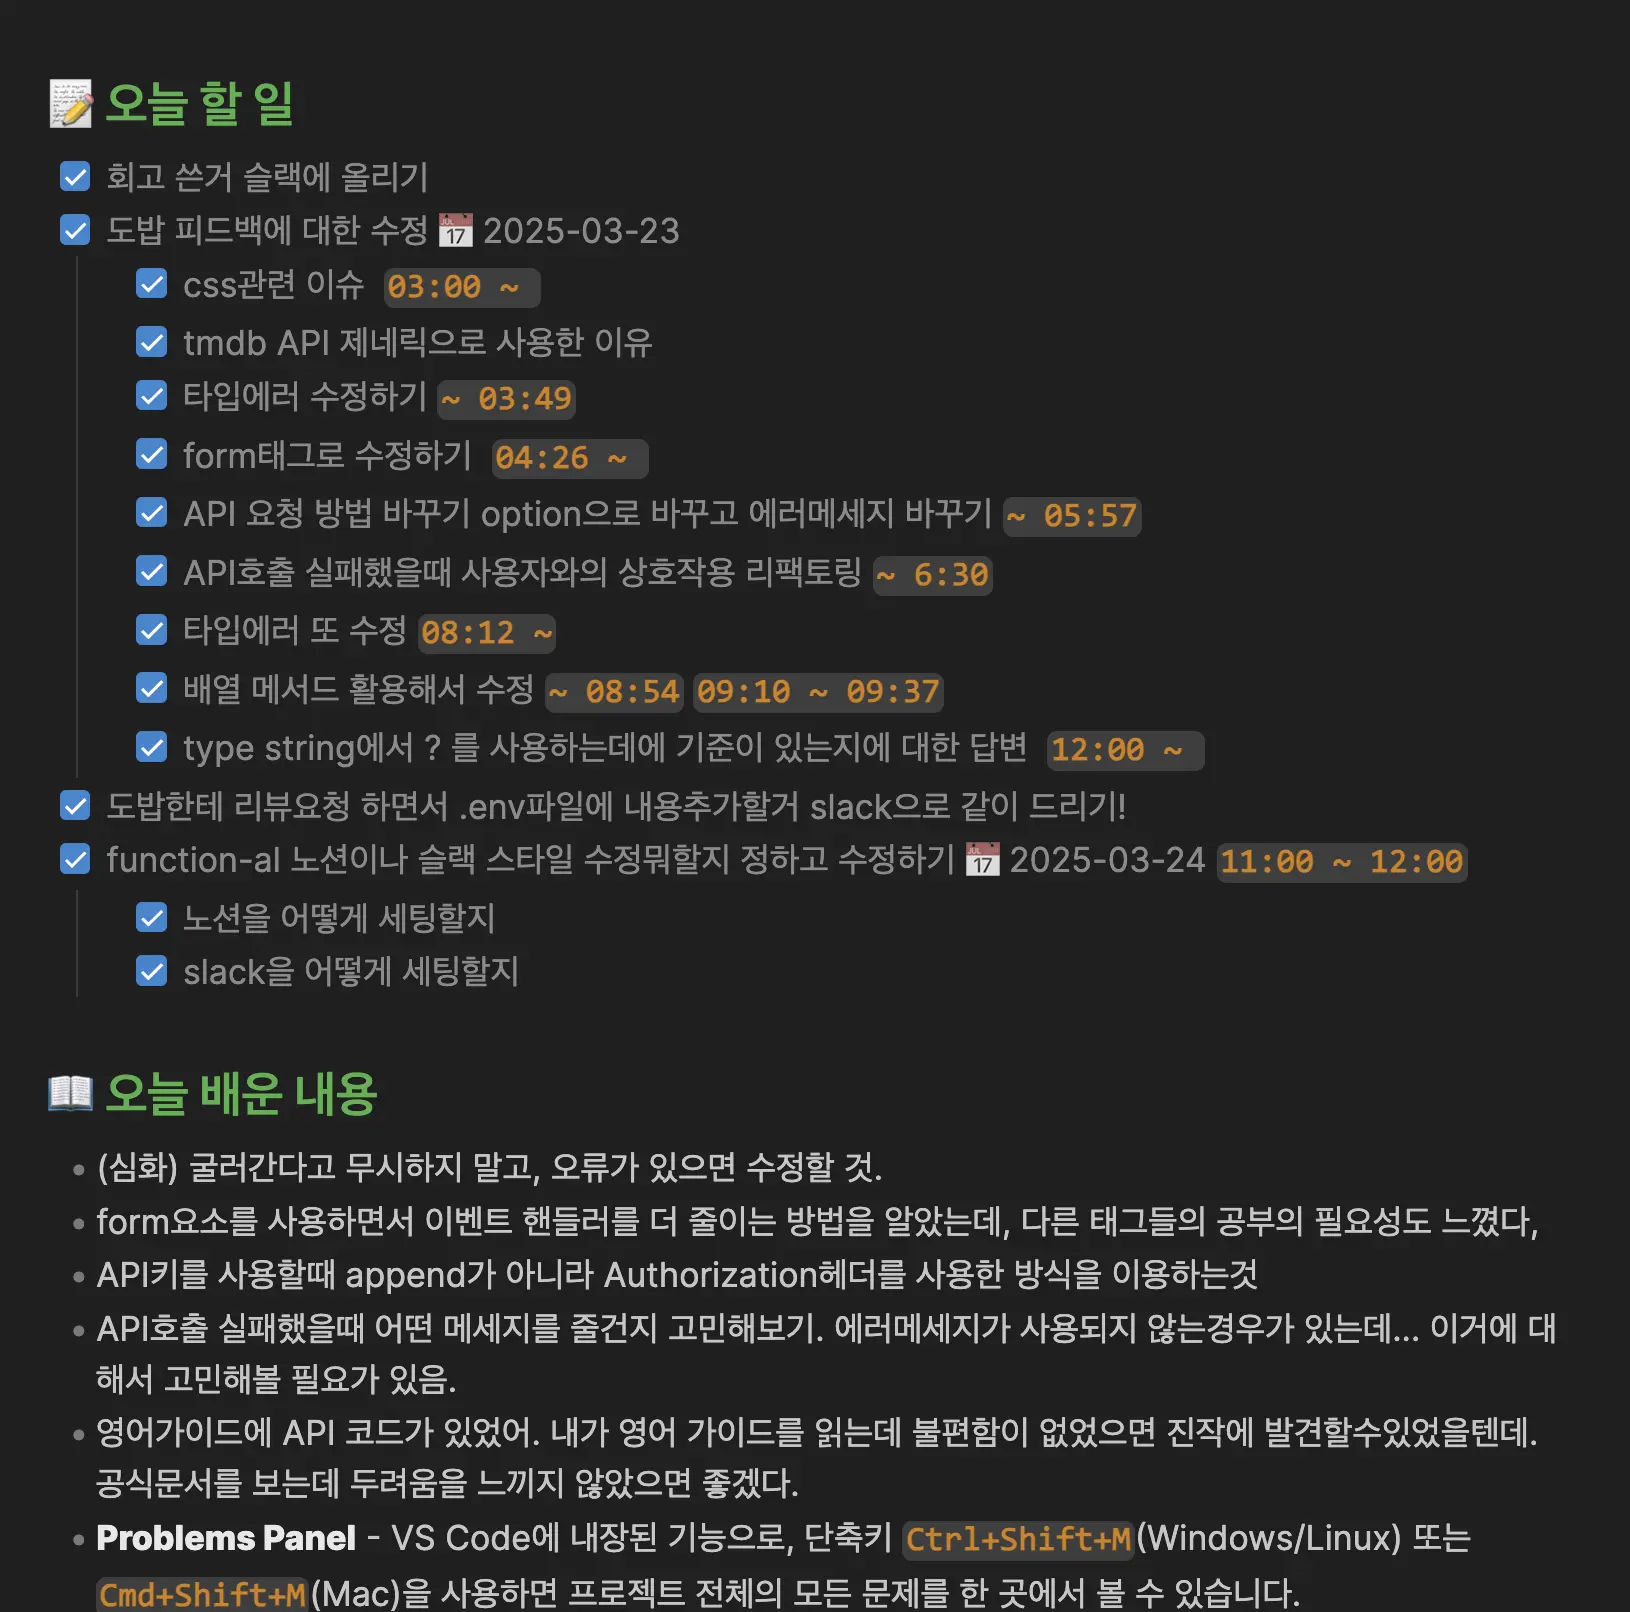 📝 오늘 할 일
회고 쓴거 슬랙에 올리기
도밥 피드백에 대한 수정 📅 2025-03-23
css관련 이슈 03:00 ~
tmdb API 제네릭으로 사용한 이유
타입에러 수정하기 ~ 03:49
form태그로 수정하기 04:26 ~
API 요청 방법 바꾸기 option으로 바꾸고 에러메세지 바꾸기 ~ 05:57
API호출 실패했을때 사용자와의 상호작용 리팩토링 ~ 6:30
타입에러 또 수정 08:12 ~
배열 메서드 활용해서 수정 ~ 08:54 09:10 ~ 09:37
type string에서 ? 를 사용하는데에 기준이 있는지에 대한 답변 12:00 ~
도밥한테 리뷰요청 하면서 .env파일에 내용추가할거 slack으로 같이 드리기!
function-al 노션이나 슬랙 스타일 수정뭐할지 정하고 수정하기 📅 2025-03-24 11:00 ~ 12:00
노션을 어떻게 세팅할지
slack을 어떻게 세팅할지
📖 오늘 배운 내용
(심화) 굴러간다고 무시하지 말고, 오류가 있으면 수정할 것.
form요소를 사용하면서 이벤트 핸들러를 더 줄이는 방법을 알았는데, 다른 태그들의 공부의 필요성도 느꼈다,
API키를 사용할때 append가 아니라 Authorization헤더를 사용한 방식을 이용하는것
API호출 실패했을때 어떤 메세지를 줄건지 고민해보기. 에러메세지가 사용되지 않는경우가 있는데... 이거에 대
해서 고민해볼 필요가 있음.
영어가이드에 API 코드가 있었어. 내가 영어 가이드를 읽는데 불편함이 없었으면 진작에 발견할수있었을텐데.
공식문서를 보는데 두려움을 느끼지 않았으면 좋겠다.
Problems Panel - VS Code에 내장된 기능으로, 단축키 Ctrl+Shift+M(Windows/Linux) 또는
Cmd+Shift+M(Mac)을 사용하면 프로젝트 전체의 모든 문제를 한 곳에서 볼 수 있습니다.